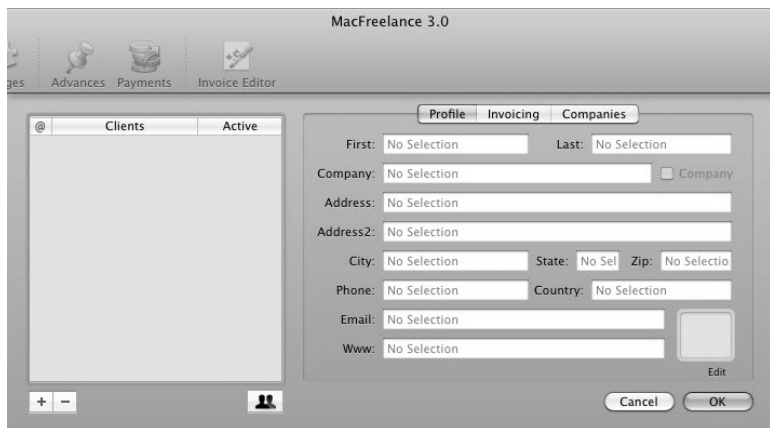 MacFreelance 3.0
ges Advances Payments Invoice Editor
@ Clients Active
Profile Invoicing Companies
First: No Selection Last: No Selection
Company: No Selection Company
Address: No Selection
Address2: No Selection
City: No Selection State: No Sel Zip: No Selectio
Phone: No Selection Country: No Selection
Email: No Selection
Www: No Selection
Edit
+ −
Cancel OK